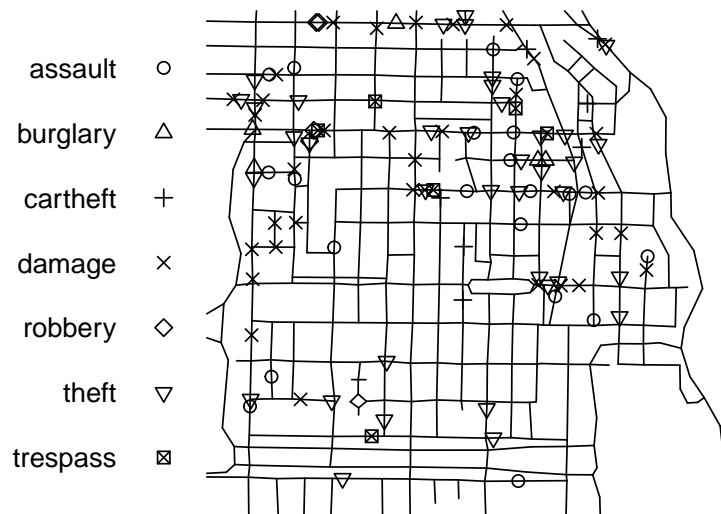 assault
burglary
cartheft
damage
robbery
theft
trespass